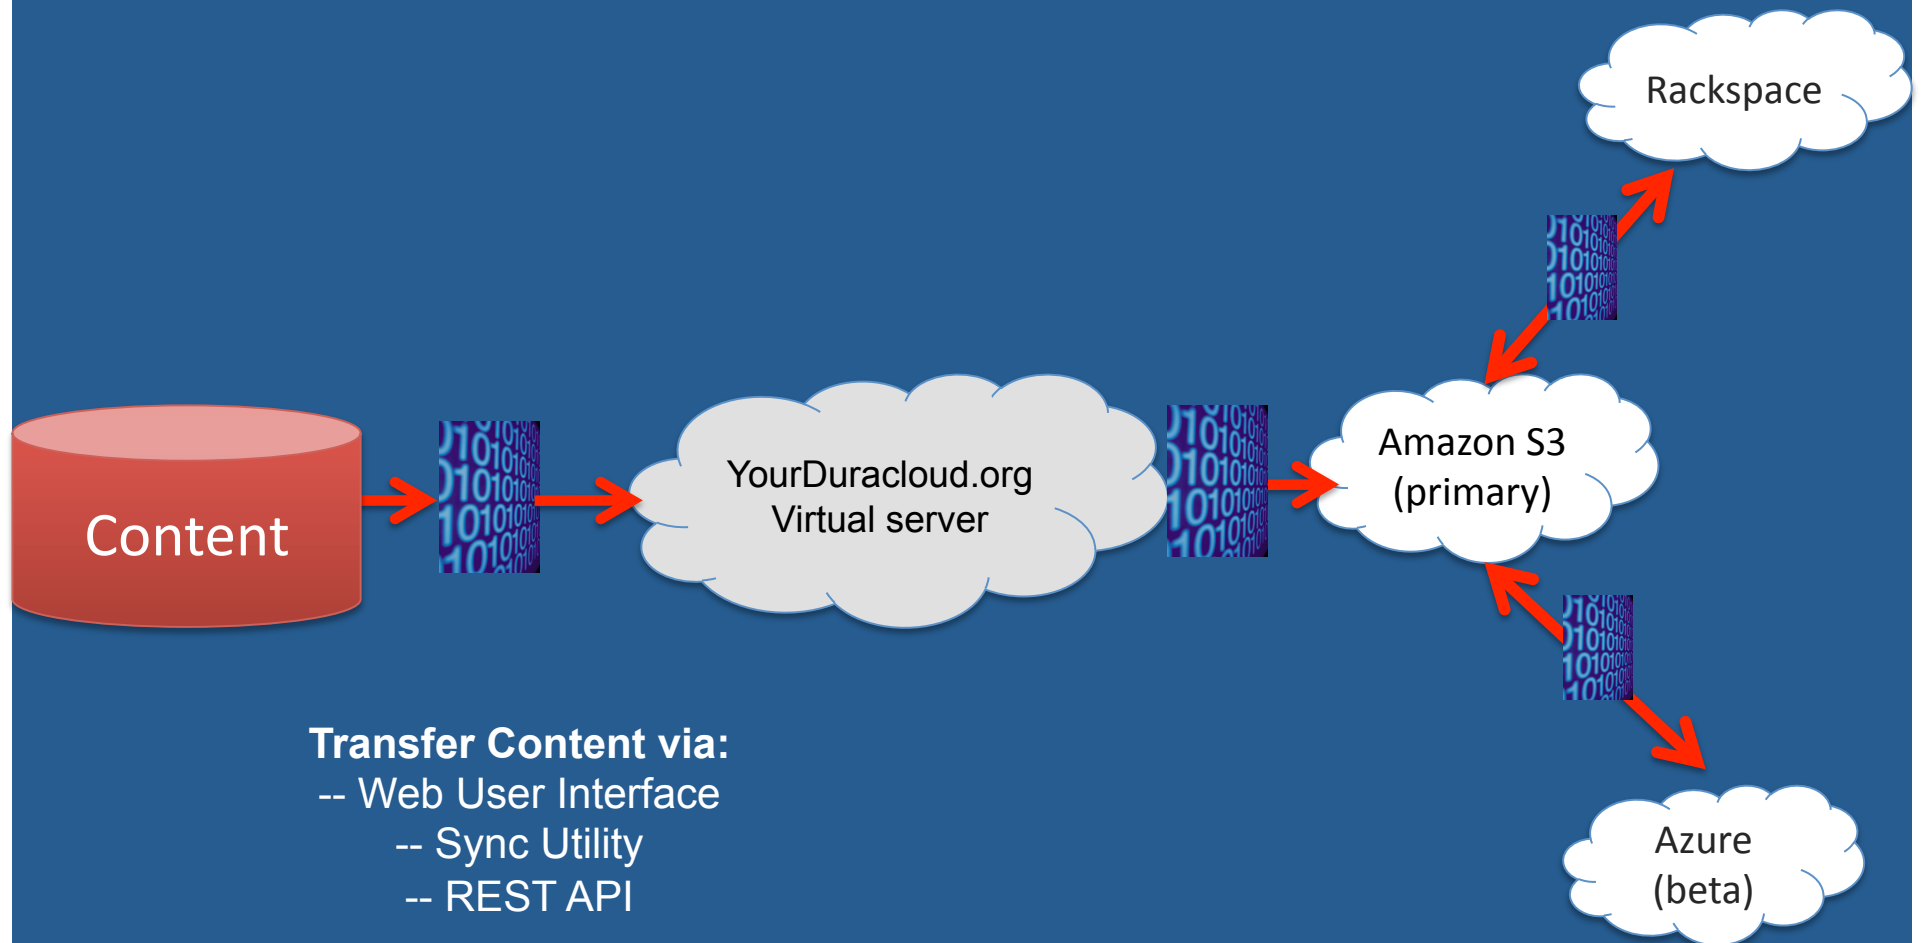 Rackspace
Content
YourDuracloud.org
Virtual server
Amazon S3
(primary)
Transfer Content via:
-- Web User Interface
-- Sync Utility
-- REST API
Azure
(beta)